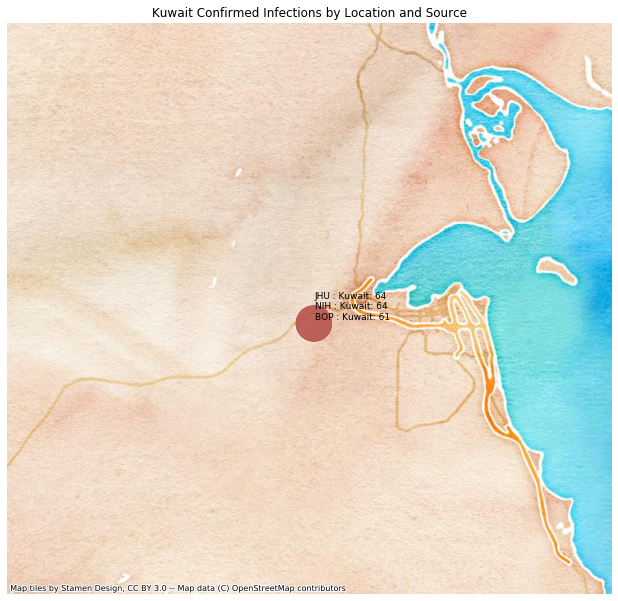 Kuwait Confirmed Infections by Location and Source
JHU : Kuwait: 64
NIH : Kuwait: 64
BOP : Kuwait: 61
Map tiles by Stamen Design, CC BY 3.0 -- Map data (C) OpenStreetMap contributors